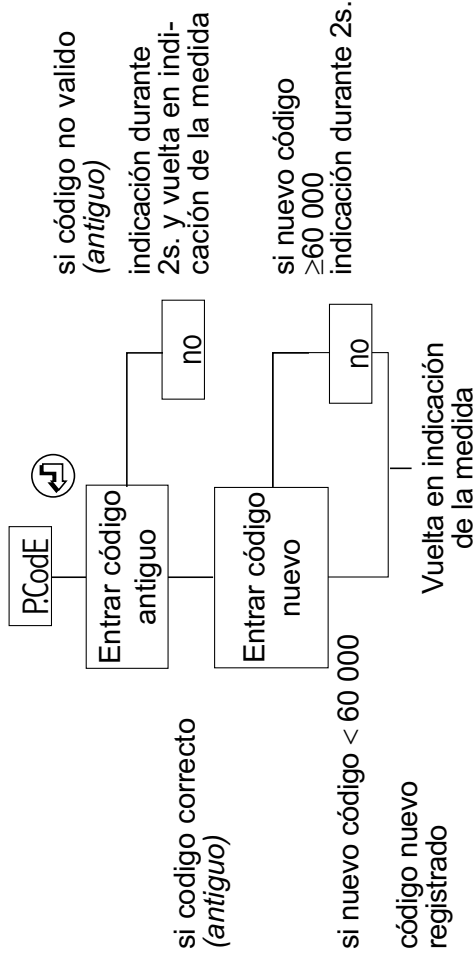 P.CodE
Entrar código
antiguo
si código no valido
(antiguo)
no
indicación durante
2s. y vuelta en indi-
cación de la medida
si codigo correcto
(antiguo)
Entrar código
nuevo
si nuevo código
≥60 000
no
indicación durante 2s.
si nuevo código < 60 000
código nuevo
registrado
Vuelta en indicación
de la medida